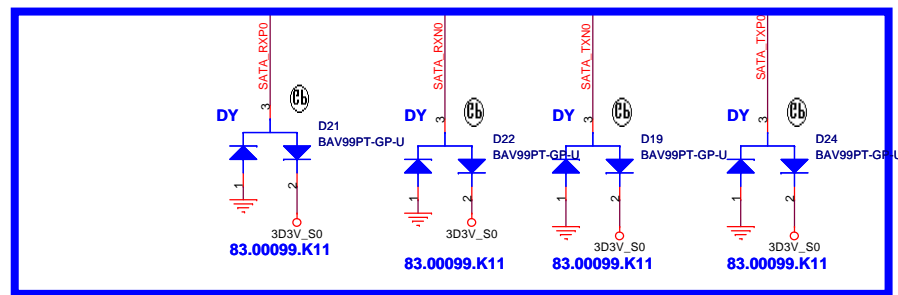 SATA_RXP0
3
DY
D21
BAV99PT-GP-U
1
2
3D3V_S0
83.00099.K11
SATA_RXN0
3
DY
D22
BAV99PT-GP-U
1
2
3D3V_S0
83.00099.K11
SATA_TXN0
3
DY
D19
BAV99PT-GP-U
1
2
3D3V_S0
83.00099.K11
SATA_TXP0
3
DY
D24
BAV99PT-GP-U
1
2
3D3V_S0
83.00099.K11